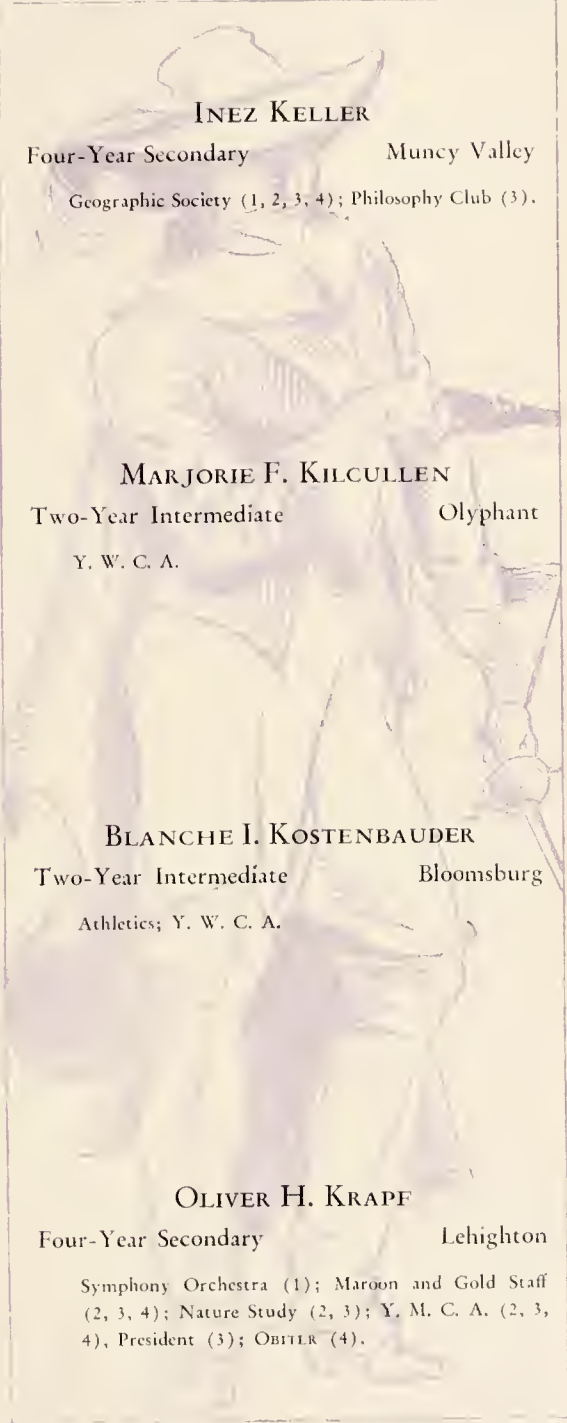 INEZ KELLER
Four-Year Secondary Muncy Valley
Geographic Society (1, 2, 3, 4); Philosophy Club (3).
MARJORIE F. KILCULLEN
Two-Year Intermediate Olyphant
Y. W. C. A.
BLANCHE I. KOSTENBAUDER
Two-Year Intermediate Bloomsburg
Athletics; Y. W. C. A.
OLIVER H. KRAPF
Four-Year Secondary Lehighton
Symphony Orchestra (1); Maroon and Gold Staff
(2, 3, 4); Nature Study (2, 3); Y. M. C. A. (2, 3,
4), President (3); OBITER (4).